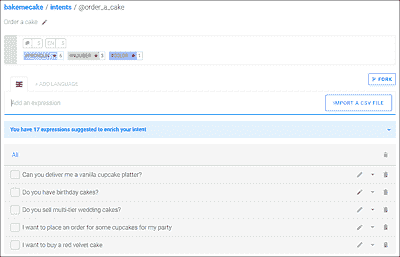 bakemecake / intents / @order_a_cake
Order a cake
#NUMBER
FORK
+ ADD LANGUAGE
Add an expression
IMPORT A CSV FILE
You have 17 expressions suggested to enrich your intent
All
Can you deliver me a vanilla cupcake platter?
Do you have birthday cakes?
Do you sell multi-tier wedding cakes?
I want to place an order for some cupcakes for my party
I want to buy a red velvet cake